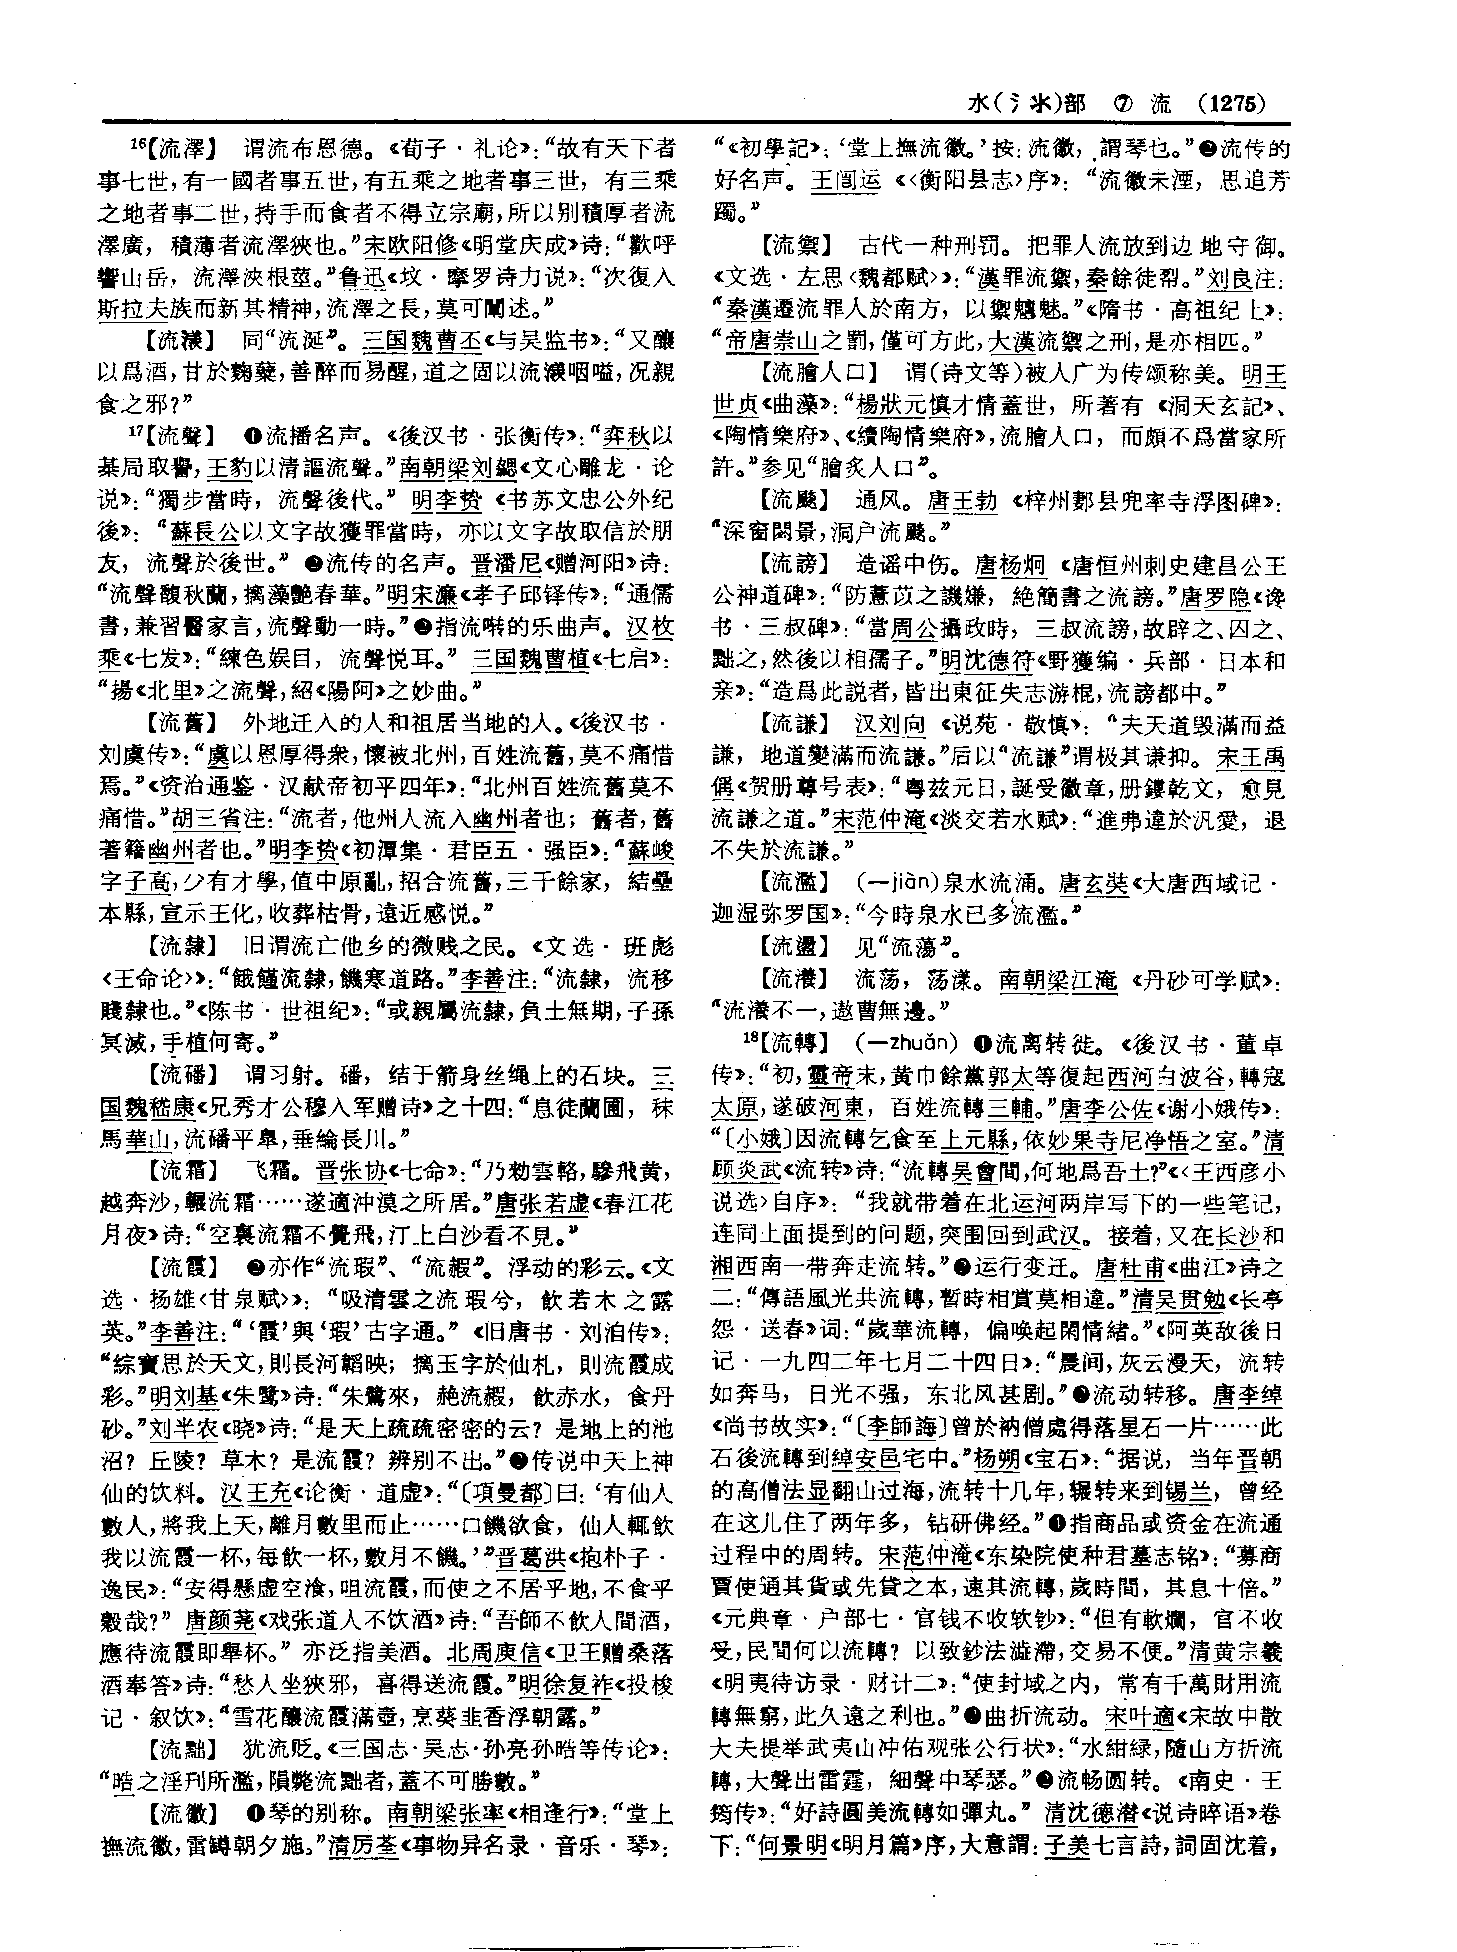 水(氵氺)部 ⑦ 流 (1275)
16【流澤】 谓流布恩德。《荀子·礼论》：“故有天下者
事七世，有一國者事五世，有五乘之地者事三世，有三乘
之地者事二世，持手而食者不得立宗廟，所以别積厚者流
澤廣，積薄者流澤狹也。”宋欧阳修《明堂庆成》诗：“歡呼
響山岳，流澤浹根荄。”鲁迅《坟·摩罗诗力说》：“次復入
斯拉夫族而新其精神，流澤之長，莫可闡述。”
【流㵪】 同“流涎”。三国魏曹丕《与吴监书》：“又釀
以爲酒，甘於麴糱，善醉而易醒，道之固以流㵪咽嗌，况親
食之邪？”
17【流聲】 ❶流播名声。《後汉书·张衡传》：“弈秋以
棊局取譽，王豹以清謳流聲。”南朝梁刘勰《文心雕龙·论
说》：“獨步當時，流聲後代。” 明李贽《书苏文忠公外纪
後》：“蘇長公以文字故獲罪當時，亦以文字故取信於朋
友，流聲於後世。” ❷流传的名声。晋潘尼《赠河阳》诗：
“流聲馥秋蘭，摛藻艷春華。”明宋濂《孝子邱铎传》：“通儒
書，兼習醫家言，流聲動一時。”❸指流啭的乐曲声。汉枚
乘《七发》：“練色娱目，流聲悦耳。” 三国魏曹植《七启》：
“揚《北里》之流聲，紹《陽阿》之妙曲。”
【流舊】 外地迁入的人和祖居当地的人。《後汉书·
刘虞传》：“虞以恩厚得衆，懷被北州，百姓流舊，莫不痛惜
焉。”《资治通鉴·汉献帝初平四年》：“北州百姓流舊莫不
痛惜。”胡三省注：“流者，他州人流入幽州者也；舊者，舊
著籍幽州者也。”明李贽《初潭集·君臣五·强臣》：“蘇峻
字子高，少有才學，值中原亂，招合流舊，三千餘家，結壘
本縣，宣示王化，收葬枯骨，遠近感悦。”
【流隸】 旧谓流亡他乡的微贱之民。《文选·班彪
〈王命论〉》：“餓饉流隸，饑寒道路。”李善注：“流隸，流移
賤隸也。”《陈书·世祖纪》：“或親屬流隸，負土無期，子孫
冥滅，手植何寄。”
【流磻】 谓习射。磻，结于箭身丝绳上的石块。三
国魏嵇康《兄秀才公穆入军赠诗》之十四：“息徒蘭圃，秣
馬華山，流磻平臯，垂綸長川。”
【流霜】 飞霜。晋张协《七命》：“乃勑雲輅，驂飛黄，
越奔沙，輾流霜……遂適沖漠之所居。”唐张若虚《春江花
月夜》诗：“空裏流霜不覺飛，汀上白沙看不見。”
【流霞】 ❶亦作“流瑕”、“流赮”。浮动的彩云。《文
选·扬雄〈甘泉赋〉》：“吸清雲之流瑕兮，飲若木之露
英。”李善注：“‘霞’與‘瑕’古字通。”《旧唐书·刘洎传》：
“綜寶思於天文，則長河韜映；摛玉字於仙札，則流霞成
彩。”明刘基《朱鹭》诗：“朱鷺來，赩流赮，飲赤水，食丹
砂。”刘半农《晓》诗：“是天上疏疏密密的云？是地上的池
沼？丘陵？草木？是流霞？辨别不出。”❷传说中天上神
仙的饮料。汉王充《论衡·道虚》：“〔項曼都〕曰：‘有仙人
數人，將我上天，離月數里而止……口饑欲食，仙人輒飲
我以流霞一杯，每飲一杯，數月不饑。’”晋葛洪《抱朴子·
逸民》：“安得懸虚空飡，咀流霞，而使之不居乎地，不食乎
穀哉？” 唐颜荛《戏张道人不饮酒》诗：“吾師不飲人間酒，
應待流霞即舉杯。” 亦泛指美酒。北周庾信《卫王赠桑落
酒奉答》诗：“愁人坐狹邪，喜得送流霞。”明徐复祚《投梭
记·叙饮》：“雪花釀流霞滿壺，烹葵韭香浮朝露。”
【流黜】 犹流贬。《三国志·吴志·孙亮孙晧等传论》：
“晧之淫刑所濫，隕斃流黜者，蓋不可勝數。”
【流徽】 ❶琴的别称。南朝梁张率《相逢行》：“堂上
撫流徽，雷罇朝夕施。”清厉荃《事物异名录·音乐·琴》：
“《初學記》：‘堂上撫流徽。’按：流徽，謂琴也。”❷流传的
好名声。王闿运《〈衡阳县志〉序》：“流徽未湮，思追芳
躅。”
【流禦】 古代一种刑罚。把罪人流放到边地守御。
《文选·左思〈魏都赋〉》：“漢罪流禦，秦餘徙𠛱。”刘良注：
“秦漢遷流罪人於南方，以禦魑魅。”《隋书·高祖纪上》：
“帝唐崇山之罰，僅可方此，大漢流禦之刑，是亦相匹。”
【流膾人口】 谓(诗文等)被人广为传颂称美。明王
世贞《曲藻》：“楊狀元慎才情蓋世，所著有《洞天玄記》、
《陶情樂府》、《續陶情樂府》，流膾人口，而頗不爲當家所
許。”参见“膾炙人口”。
【流颸】 通风。唐王勃《梓州郪县兜率寺浮图碑》：
“深窗閟景，洞户流颸。”
【流謗】 造谣中伤。唐杨炯《唐恒州刺史建昌公王
公神道碑》：“防薏苡之譏嫌，絶簡書之流謗。”唐罗隐《谗
书·三叔碑》：“當周公攝政時，三叔流謗，故辟之、囚之、
黜之，然後以相孺子。”明沈德符《野獲编·兵部·日本和
亲》：“造爲此説者，皆出東征失志游棍，流謗都中。”
【流謙】 汉刘向《说苑·敬慎》：“夫天道毁滿而益
謙，地道變滿而流謙。”后以“流謙”谓极其谦抑。宋王禹
偁《贺册尊号表》：“粤兹元日，誕受徽章，册鏤乾文，愈見
流謙之道。”宋范仲淹《淡交若水赋》：“進弗違於汎愛，退
不失於流謙。”
【流濫】 (—jiàn)泉水流涌。唐玄奘《大唐西域记·
迦湿弥罗国》：“今時泉水已多流濫。”
【流盪】 见“流蕩”。
【流瀁】 流荡，荡漾。南朝梁江淹《丹砂可学赋》：
“流瀁不一，遨曹無邊。”
18【流轉】 (—zhuǎn) ❶流离转徙。《後汉书·董卓
传》：“初，靈帝末，黄巾餘黨郭太等復起西河白波谷，轉寇
太原，遂破河東，百姓流轉三輔。”唐李公佐《谢小娥传》：
“〔小娥〕因流轉乞食至上元縣，依妙果寺尼净悟之室。”清
顾炎武《流转》诗：“流轉吴會間，何地爲吾土？”《〈王西彦小
说选〉自序》：“我就带着在北运河两岸写下的一些笔记，
连同上面提到的问题，突围回到武汉。接着，又在长沙和
湘西南一带奔走流转。”❷运行变迁。唐杜甫《曲江》诗之
二：“傳語風光共流轉，暫時相賞莫相違。”清吴贯勉《长亭
怨·送春》词：“歲華流轉，偏唤起閑情緒。”《阿英敌後日
记·一九四二年七月二十四日》：“晨间，灰云漫天，流转
如奔马，日光不强，东北风甚剧。”❸流动转移。唐李绰
《尚书故实》：“〔李師誨〕曾於衲僧處得落星石一片……此
石後流轉到綽安邑宅中。”杨朔《宝石》：“据说，当年晋朝
的高僧法显翻山过海，流转十几年，辗转来到锡兰，曾经
在这儿住了两年多，钻研佛经。”❹指商品或资金在流通
过程中的周转。宋范仲淹《东染院使种君墓志铭》：“募商
賈使通其貨或先貸之本，速其流轉，歲時間，其息十倍。”
《元典章·户部七·官钱不收软钞》：“但有軟爛，官不收
受，民間何以流轉？以致鈔法澁滯，交易不便。”清黄宗羲
《明夷待访录·财计二》：“使封域之内，常有千萬財用流
轉無窮，此久遠之利也。”❺曲折流动。宋叶適《宋故中散
大夫提举武夷山冲佑观张公行状》：“水紺緑，隨山方折流
轉，大聲出雷霆，細聲中琴瑟。”❻流畅圆转。《南史·王
筠传》：“好詩圓美流轉如彈丸。” 清沈德潜《说诗晬语》卷
下：“何景明《明月篇》序，大意謂：子美七言詩，詞固沈着，